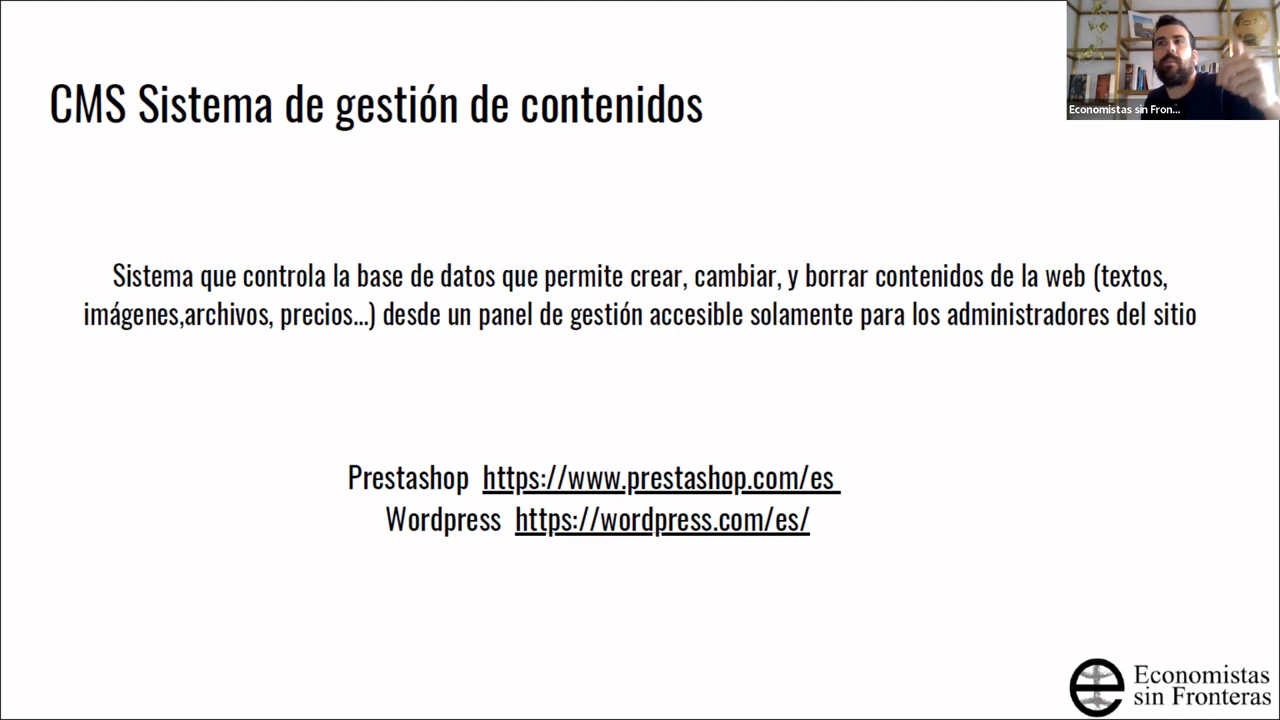 CMS Sistema de gestión de contenidos
Economistas sin Fron...
Sistema que controla la base de datos que permite crear, cambiar, y borrar contenidos de la web (textos,
imágenes,archivos, precios...) desde un panel de gestión accesible solamente para los administradores del sitio
Prestashop https://www.prestashop.com/es
Wordpress https://wordpress.com/es/
Economistas
sin Fronteras